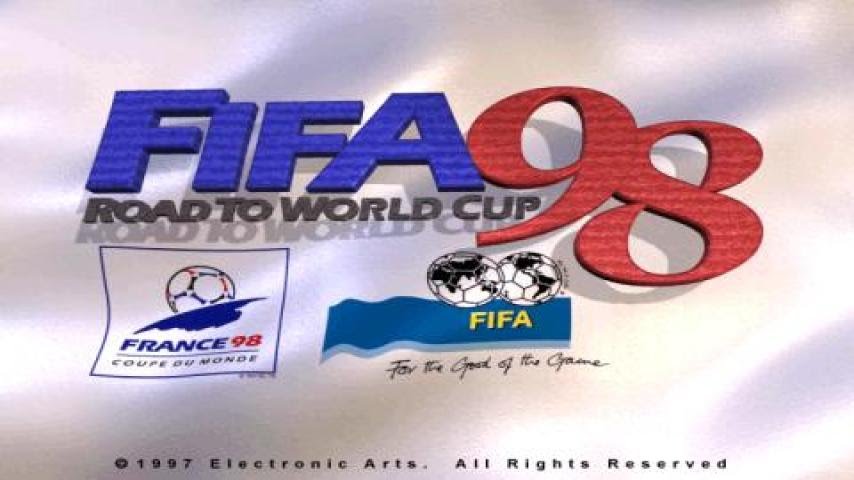 FIFA 98
ROAD TO WORLD CUP
FRANCE 98
COUPE DU MONDE
FIFA
For the Good of the Game
©1997 Electronic Arts. All Rights Reserved